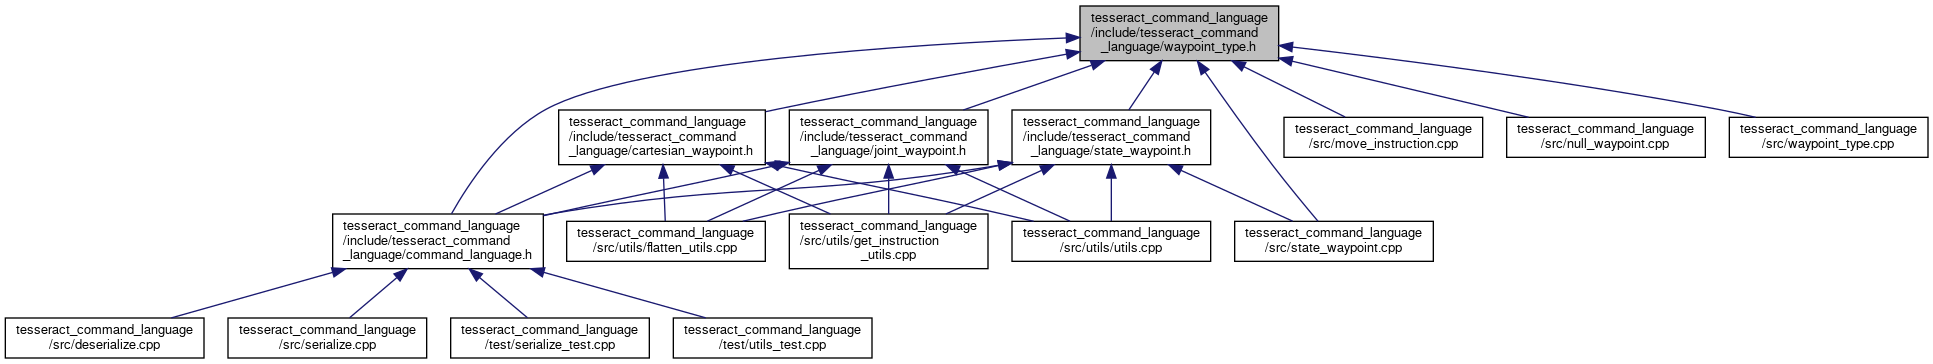 tesseract_command_language
/include/tesseract_command
_language/waypoint_type.h
tesseract_command_language
/include/tesseract_command
_language/cartesian_waypoint.h
tesseract_command_language
/include/tesseract_command
_language/joint_waypoint.h
tesseract_command_language
/include/tesseract_command
_language/state_waypoint.h
tesseract_command_language
/src/move_instruction.cpp
tesseract_command_language
/src/null_waypoint.cpp
tesseract_command_language
/src/waypoint_type.cpp
tesseract_command_language
/include/tesseract_command
_language/command_language.h
tesseract_command_language
/src/utils/flatten_utils.cpp
tesseract_command_language
/src/utils/get_instruction
_utils.cpp
tesseract_command_language
/src/utils/utils.cpp
tesseract_command_language
/src/state_waypoint.cpp
tesseract_command_language
/src/deserialize.cpp
tesseract_command_language
/src/serialize.cpp
tesseract_command_language
/test/serialize_test.cpp
tesseract_command_language
/test/utils_test.cpp